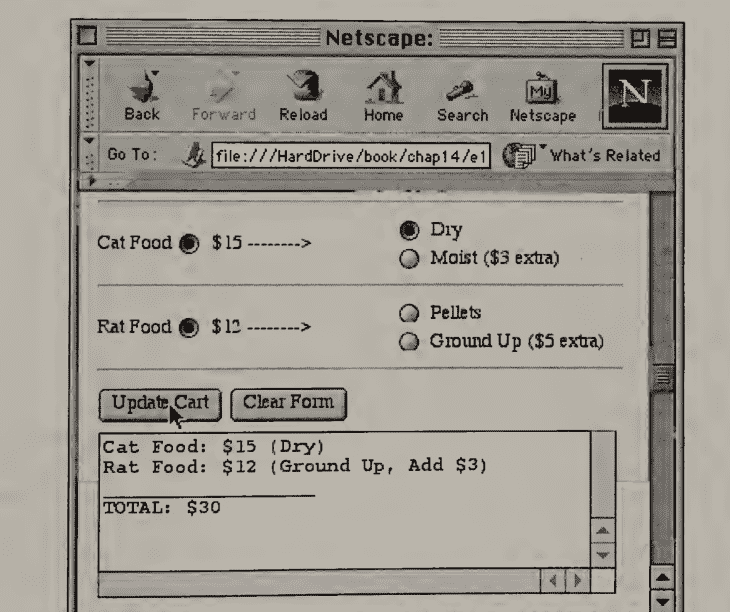 Netscape:
Back Forward Reload Home Search Netscape N
My
Go To: file:///HardDrive/book/chap14/e1 What's Related
Cat Food $15 --------> Dry
Moist ($3 extra)
Rat Food $12 --------> Pellets
Ground Up ($5 extra)
Update Cart Clear Form
Cat Food: $15 (Dry)
Rat Food: $12 (Ground Up, Add $3)
TOTAL: $30